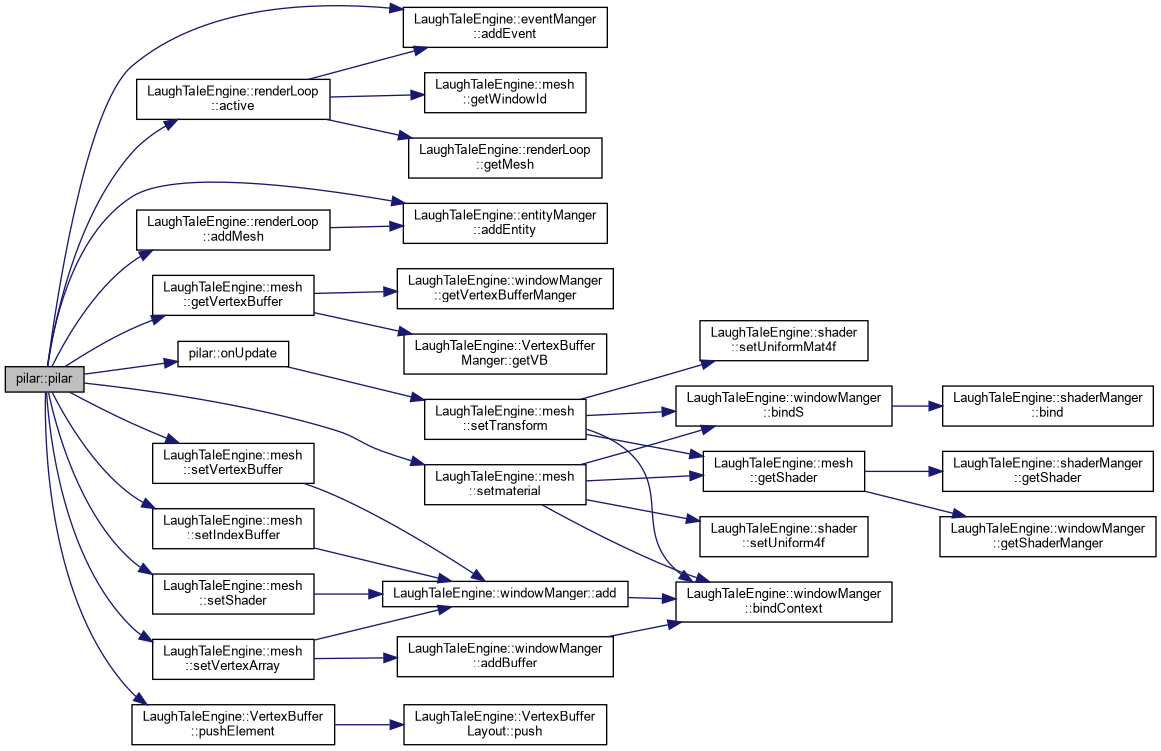 LaughTaleEngine::eventManger
::addEvent
LaughTaleEngine::renderLoop
::active
LaughTaleEngine::mesh
::getWindowId
LaughTaleEngine::renderLoop
::getMesh
LaughTaleEngine::renderLoop
::addMesh
LaughTaleEngine::entityManger
::addEntity
LaughTaleEngine::mesh
::getVertexBuffer
LaughTaleEngine::windowManger
::getVertexBufferManger
LaughTaleEngine::VertexBuffer
Manger::getVB
pilar::onUpdate
pilar::pilar
LaughTaleEngine::shader
::setUniformMat4f
LaughTaleEngine::mesh
::setTransform
LaughTaleEngine::windowManger
::bindS
LaughTaleEngine::shaderManger
::bind
LaughTaleEngine::mesh
::setVertexBuffer
LaughTaleEngine::mesh
::setmaterial
LaughTaleEngine::mesh
::getShader
LaughTaleEngine::shaderManger
::getShader
LaughTaleEngine::mesh
::setIndexBuffer
LaughTaleEngine::shader
::setUniform4f
LaughTaleEngine::windowManger
::getShaderManger
LaughTaleEngine::mesh
::setShader
LaughTaleEngine::windowManger::add
LaughTaleEngine::windowManger
::bindContext
LaughTaleEngine::mesh
::setVertexArray
LaughTaleEngine::windowManger
::addBuffer
LaughTaleEngine::VertexBuffer
::pushElement
LaughTaleEngine::VertexBuffer
Layout::push